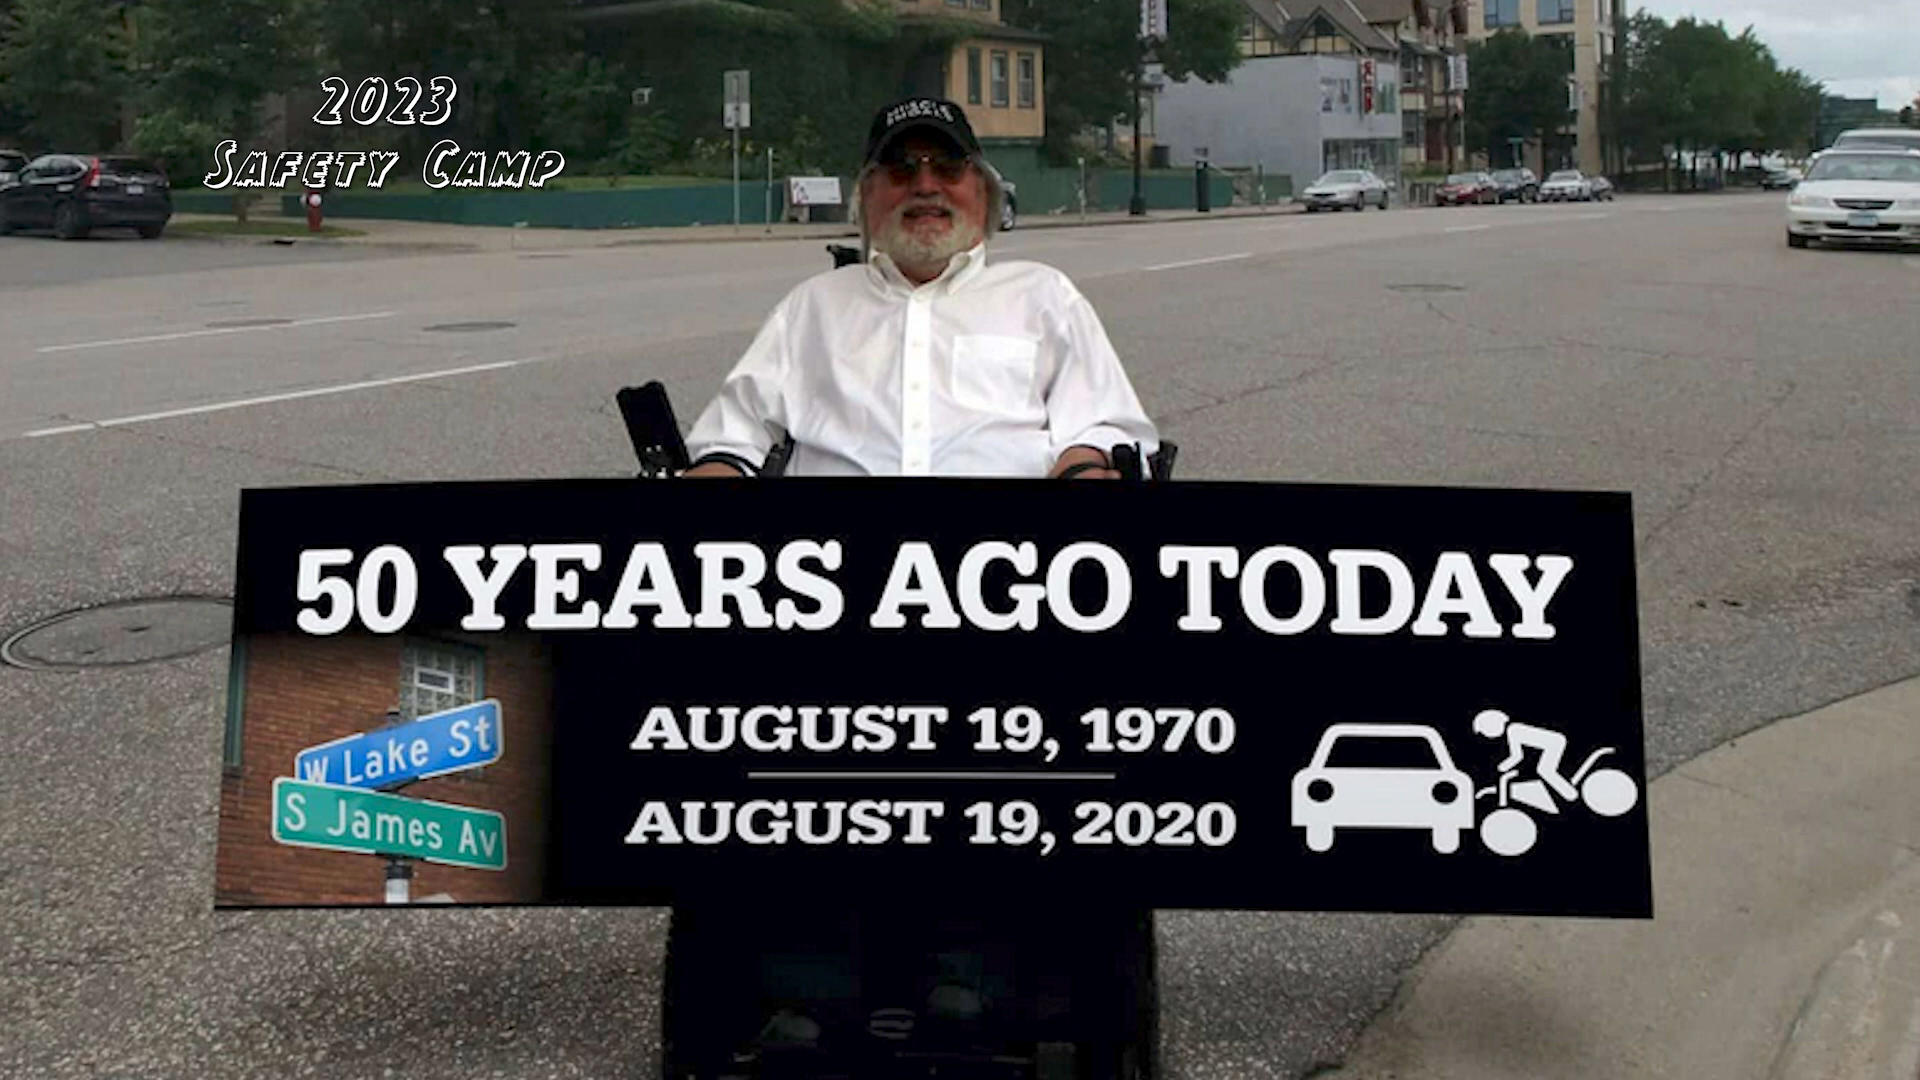 2023
Safety Camp
50 YEARS AGO TODAY
W Lake St
S James Av
AUGUST 19, 1970
AUGUST 19, 2020